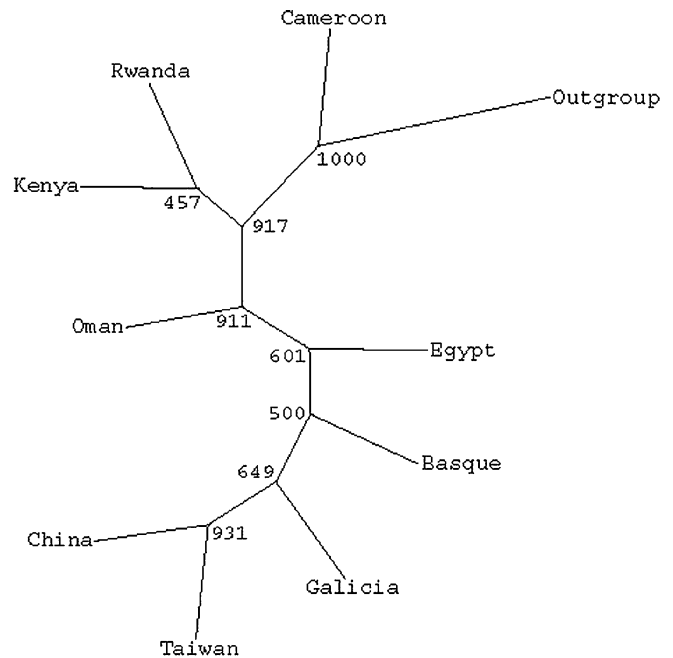 Cameroon
Rwanda
Outgroup
1000
Kenya
457
917
911
Oman
601
Egypt
500
Basque
649
931
China
Galicia
Taiwan